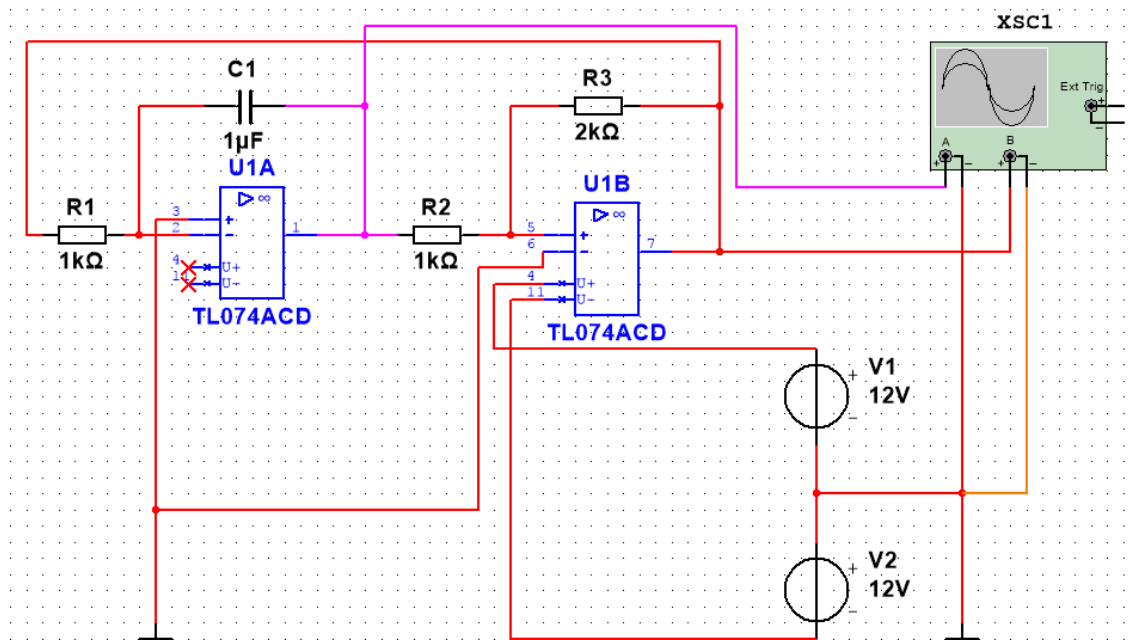 XSC1
Ext Trig
+
−
A
B
+
−
+
−
C1
1µF
R3
2kΩ
U1A
U1B
R1
1kΩ
3
2
4
+
−
U+
U−
▷ ∞
1
TL074ACD
R2
1kΩ
5
6
4
11
+
−
U+
U−
▷ ∞
7
TL074ACD
V1
12V
+
−
V2
12V
+
−